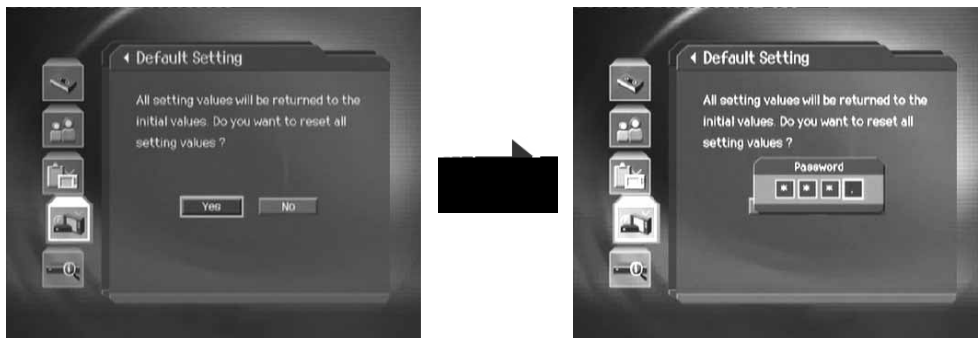 Default Setting
All setting values will be returned to the
initial values. Do you want to reset all
setting values ?
Yes No
Default Setting
All setting values will be returned to the
initial values. Do you want to reset all
setting values ?
Password
* * * .